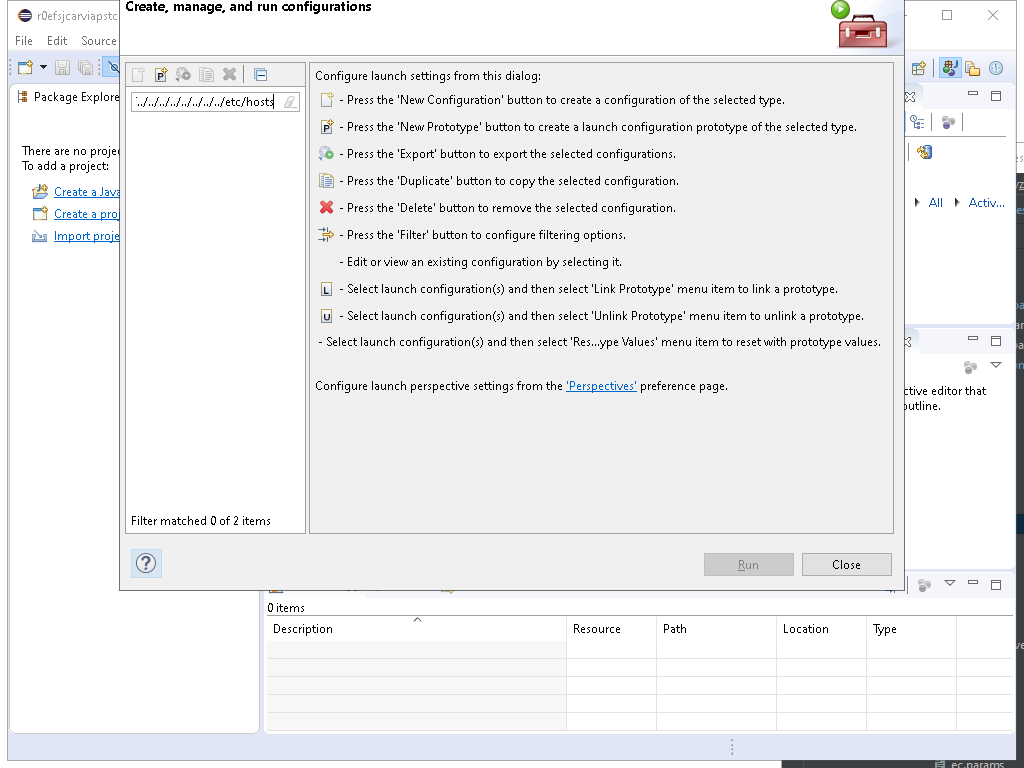 Create, manage, and run configurations
r0efsjcarviapstc
File Edit Source
Package Explore
There are no projec
To add a project:
Create a Java
Create a proj
Import proje
../../../../../../../../etc/hosts
Filter matched 0 of 2 items
Configure launch settings from this dialog:
- Press the 'New Configuration' button to create a configuration of the selected type.
- Press the 'New Prototype' button to create a launch configuration prototype of the selected type.
- Press the 'Export' button to export the selected configurations.
- Press the 'Duplicate' button to copy the selected configuration.
- Press the 'Delete' button to remove the selected configuration.
- Press the 'Filter' button to configure filtering options.
- Edit or view an existing configuration by selecting it.
L - Select launch configuration(s) and then select 'Link Prototype' menu item to link a prototype.
U - Select launch configuration(s) and then select 'Unlink Prototype' menu item to unlink a prototype.
- Select launch configuration(s) and then select 'Res...ype Values' menu item to reset with prototype values.
Configure launch perspective settings from the 'Perspectives' preference page.
Run Close
All Activ...
ctive editor that
outline.
0 items
Description Resource Path Location Type
ec.params